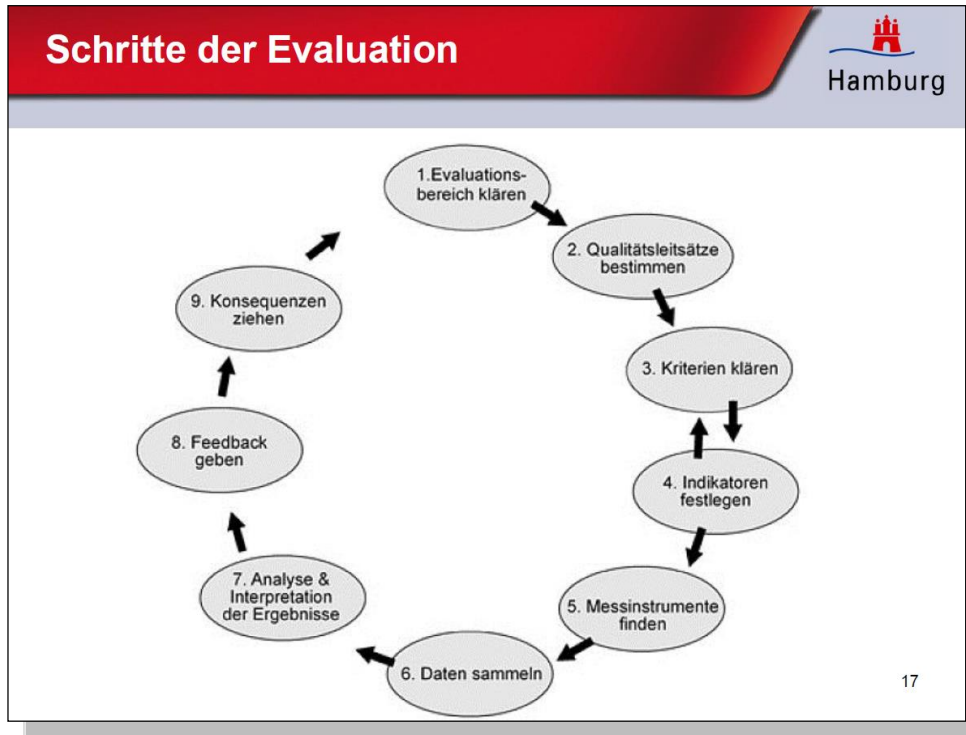 Schritte der Evaluation
Hamburg
1.Evaluations-
bereich klären
2. Qualitätsleitsätze
bestimmen
3. Kriterien klären
4. Indikatoren
festlegen
5. Messinstrumente
finden
6. Daten sammeln
7. Analyse &
Interpretation
der Ergebnisse
8. Feedback
geben
9. Konsequenzen
ziehen
17